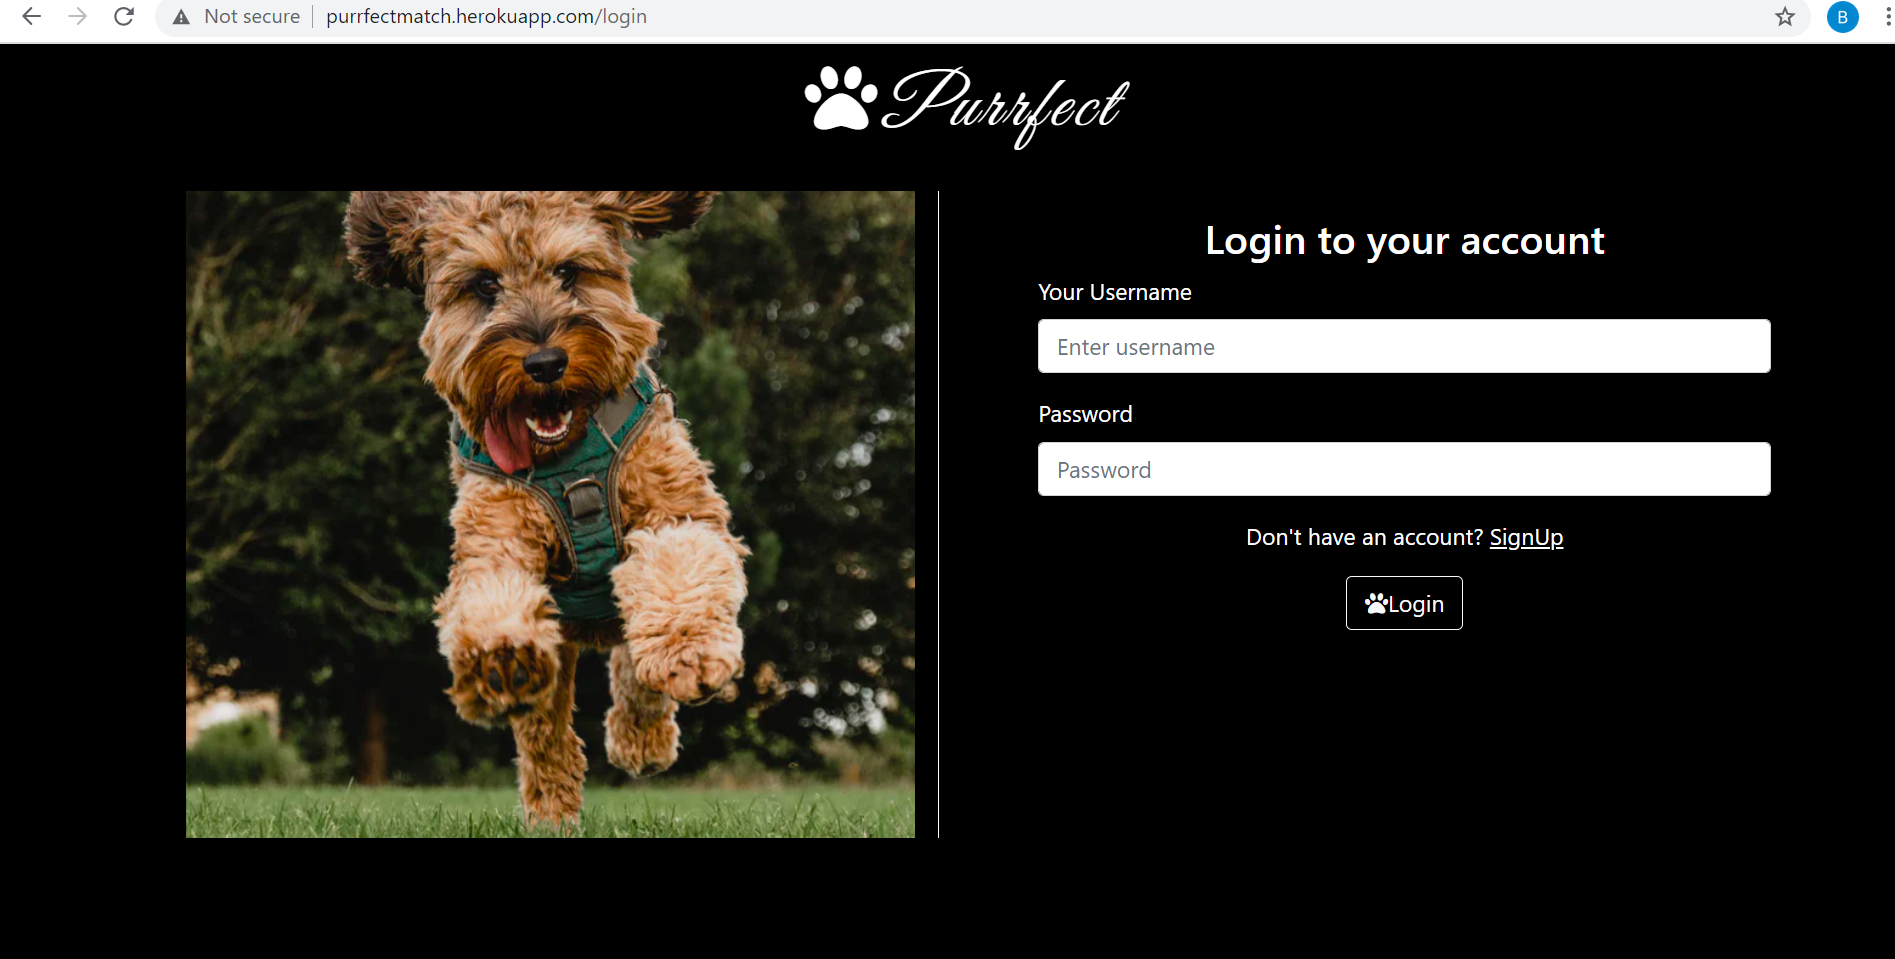 Not secure
purrfectmatch.herokuapp.com/login
B
Purrfect
Login to your account
Your Username
Enter username
Password
Password
Don't have an account? SignUp
Login